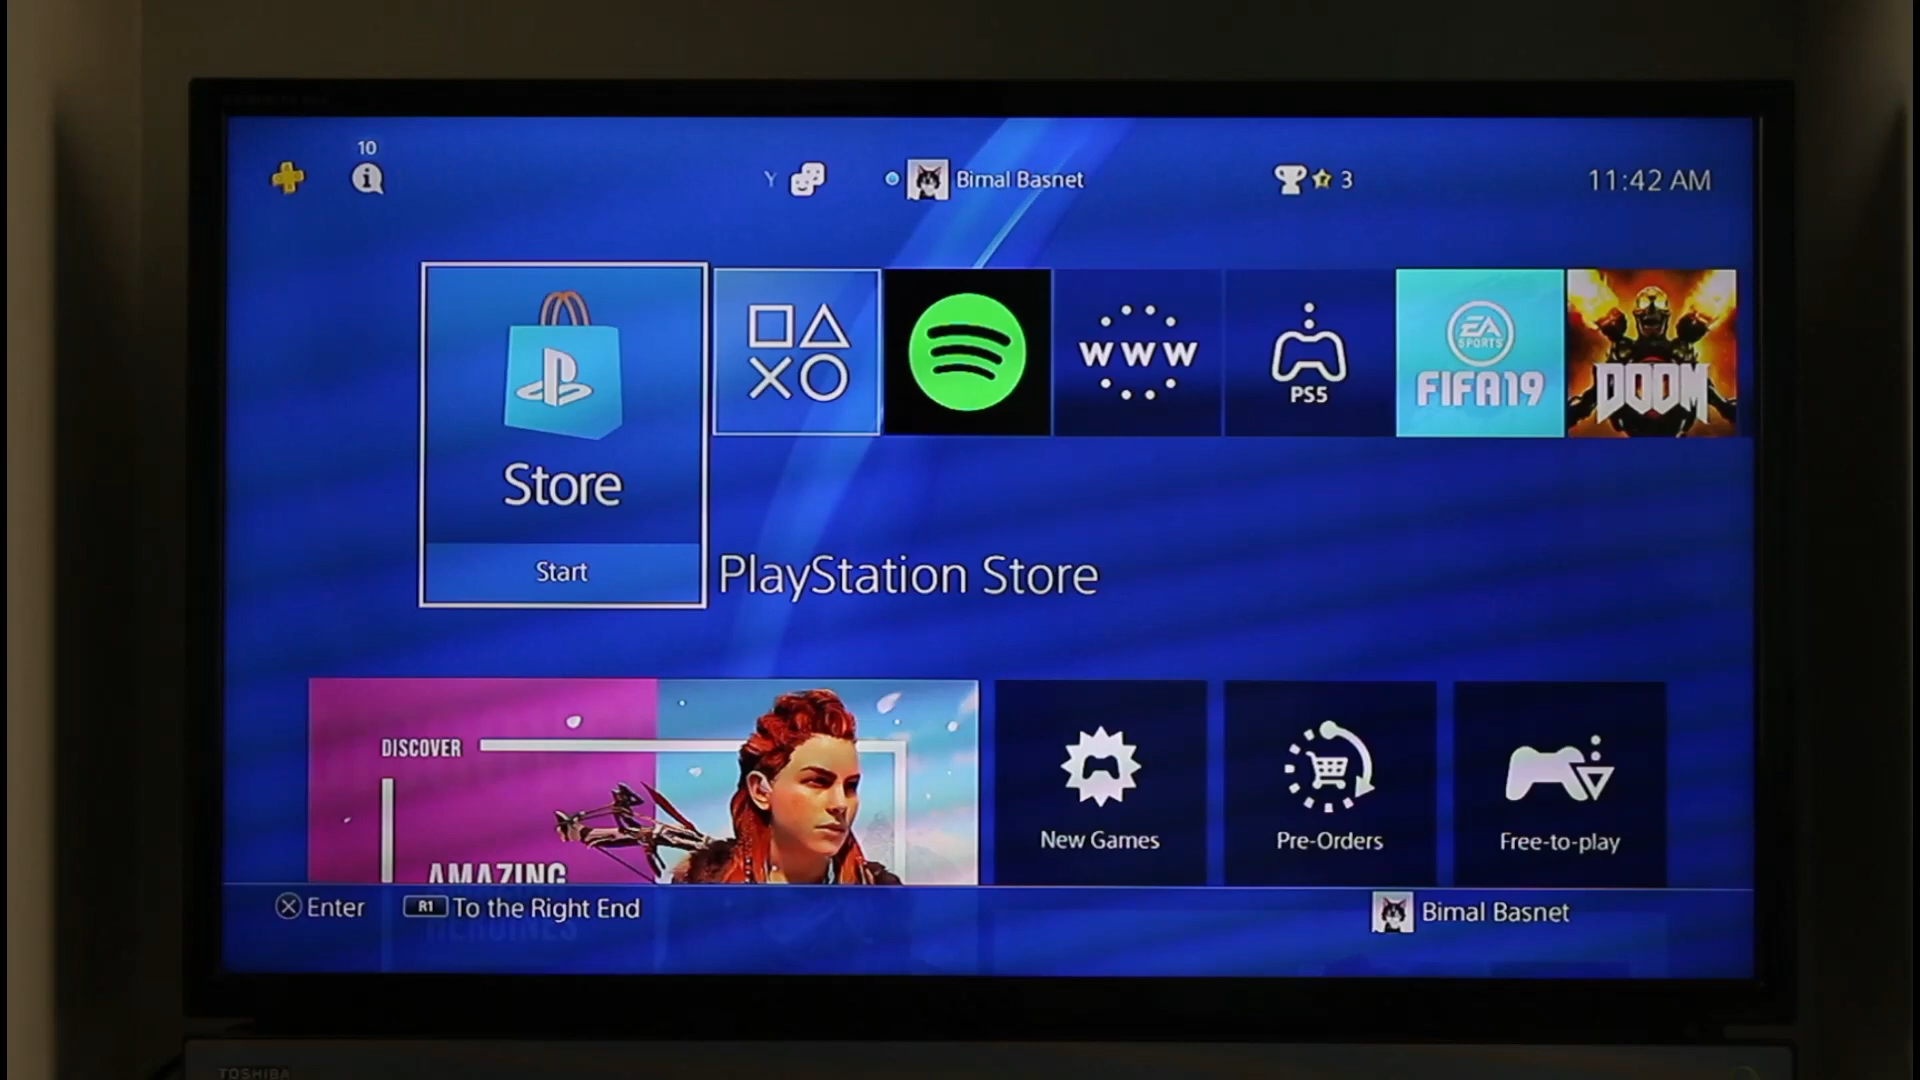 10
Y
Bimal Basnet
3
11:42 AM
Store
Start
PlayStation Store
WWW
PS5
EA
SPORTS
FIFA19
DOOM
DISCOVER
AMAZING
HEROINES
New Games
Pre-Orders
Free-to-play
Enter
R1 To the Right End
Bimal Basnet
TOSHIBA